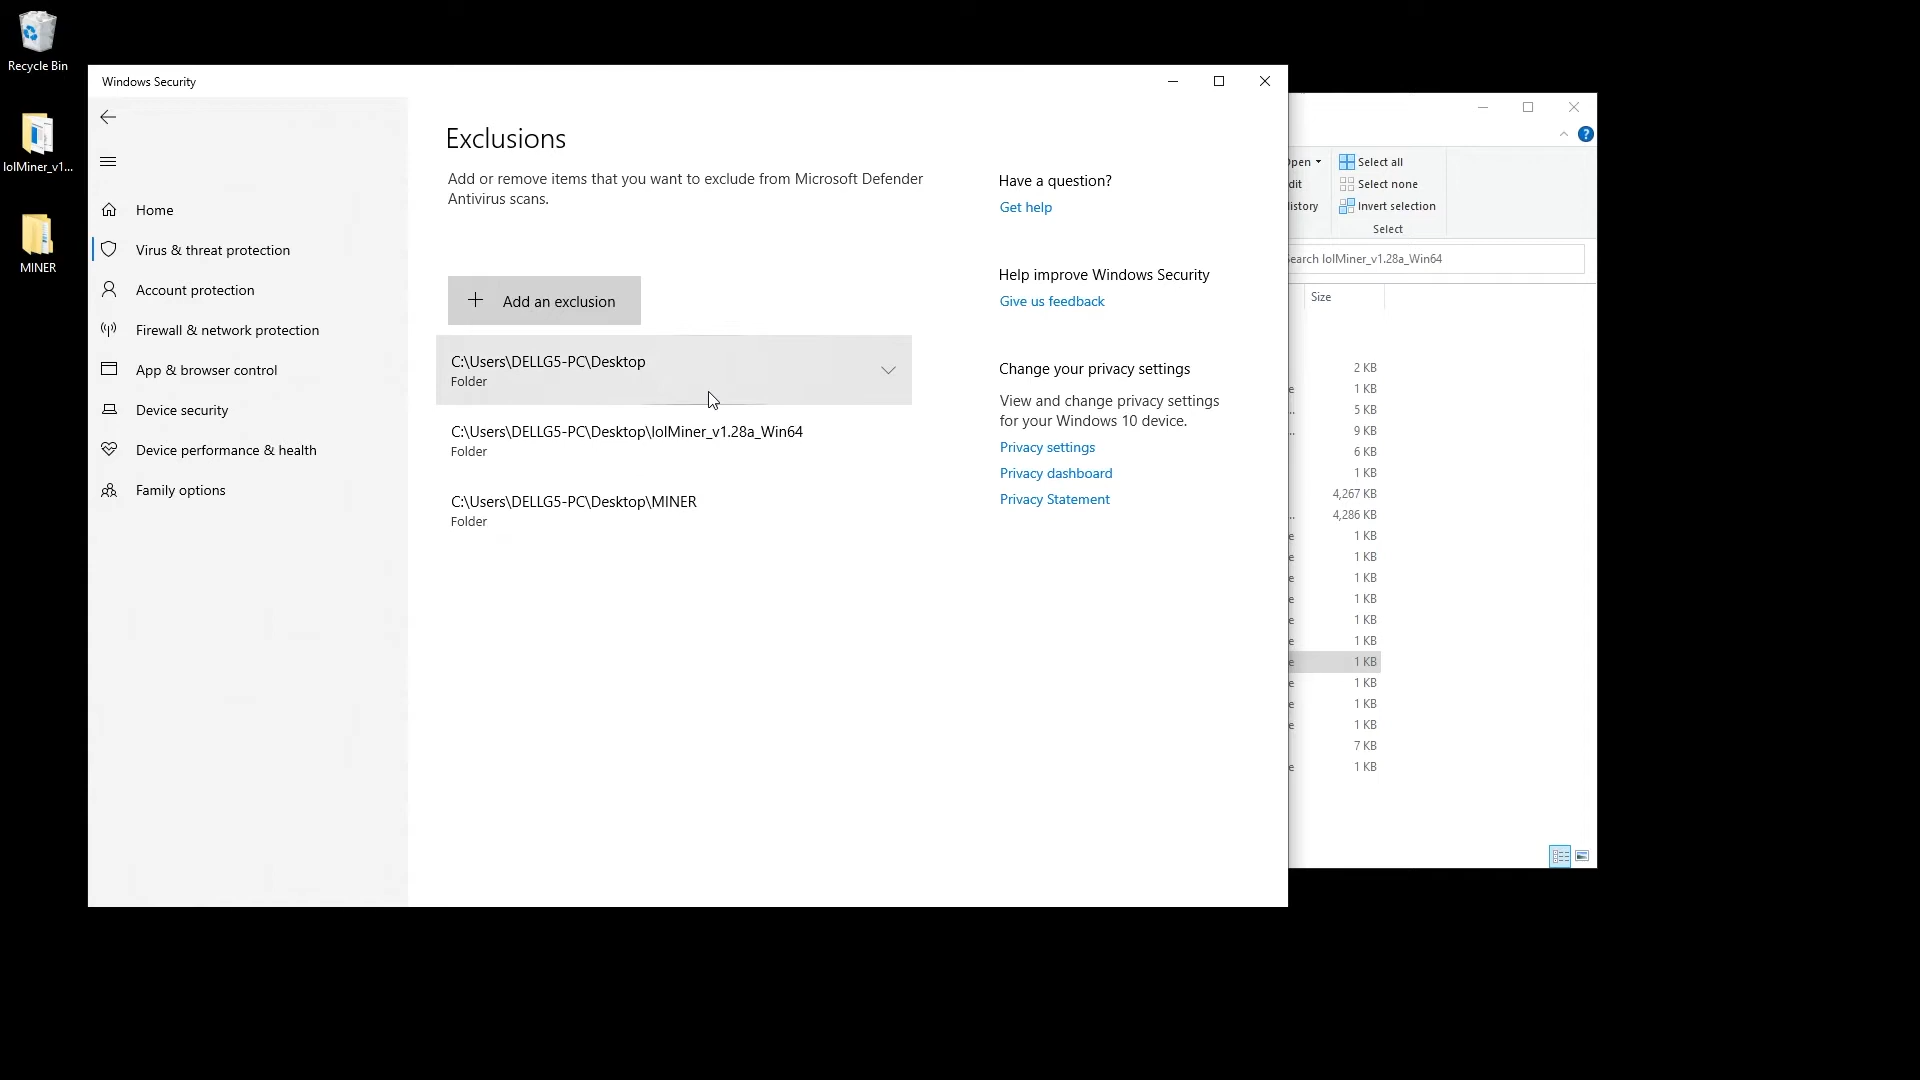 Recycle Bin
lolMiner_v1...
MINER
Windows Security
Home
Virus & threat protection
Account protection
Firewall & network protection
App & browser control
Device security
Device performance & health
Family options
Exclusions
Add or remove items that you want to exclude from Microsoft Defender
Antivirus scans.
Add an exclusion
C:\Users\DELLG5-PC\Desktop
Folder
C:\Users\DELLG5-PC\Desktop\lolMiner_v1.28a_Win64
Folder
C:\Users\DELLG5-PC\Desktop\MINER
Folder
Have a question?
Get help
Help improve Windows Security
Give us feedback
Change your privacy settings
View and change privacy settings
for your Windows 10 device.
Privacy settings
Privacy dashboard
Privacy Statement
Select all
Select none
Invert selection
Select
Search lolMiner_v1.28a_Win64
Size
2 KB
1 KB
5 KB
9 KB
6 KB
1 KB
4,267 KB
4,286 KB
1 KB
1 KB
1 KB
1 KB
1 KB
1 KB
1 KB
1 KB
1 KB
1 KB
7 KB
1 KB